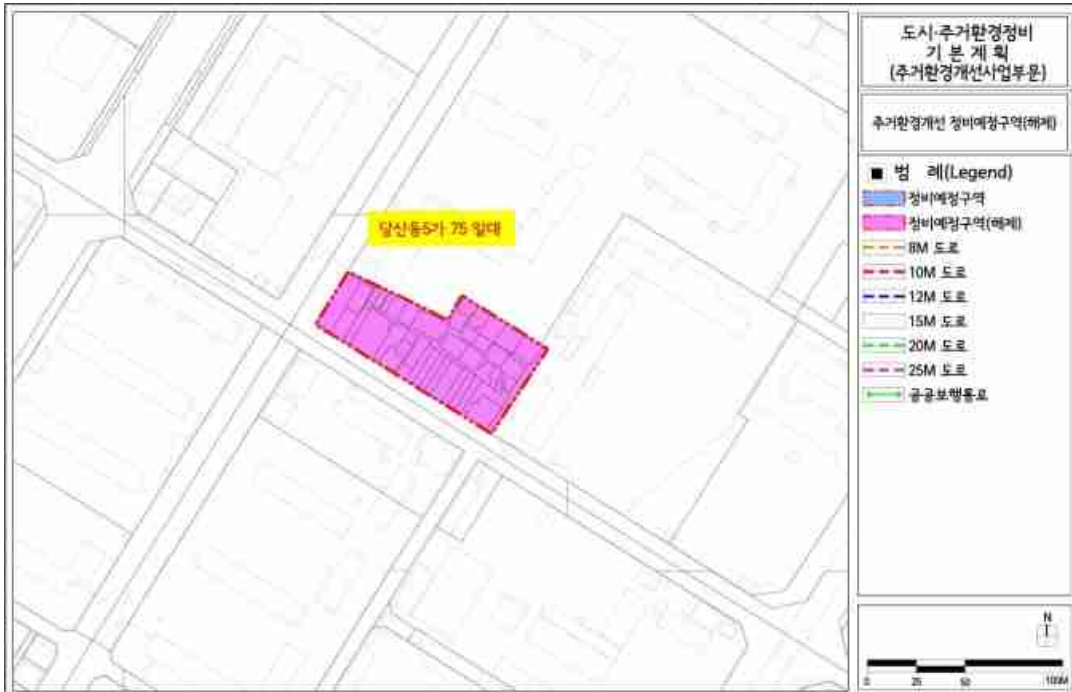 당산동5가 75 일대
도시·주거환경정비
기 본 계 획
(주거환경개선사업부문)
주거환경개선 정비예정구역(해제)
■ 범 례(Legend)
정비예정구역
정비예정구역(해제)
8M 도로
10M 도로
12M 도로
15M 도로
20M 도로
25M 도로
공공보행통로
N
0 25 50 100M